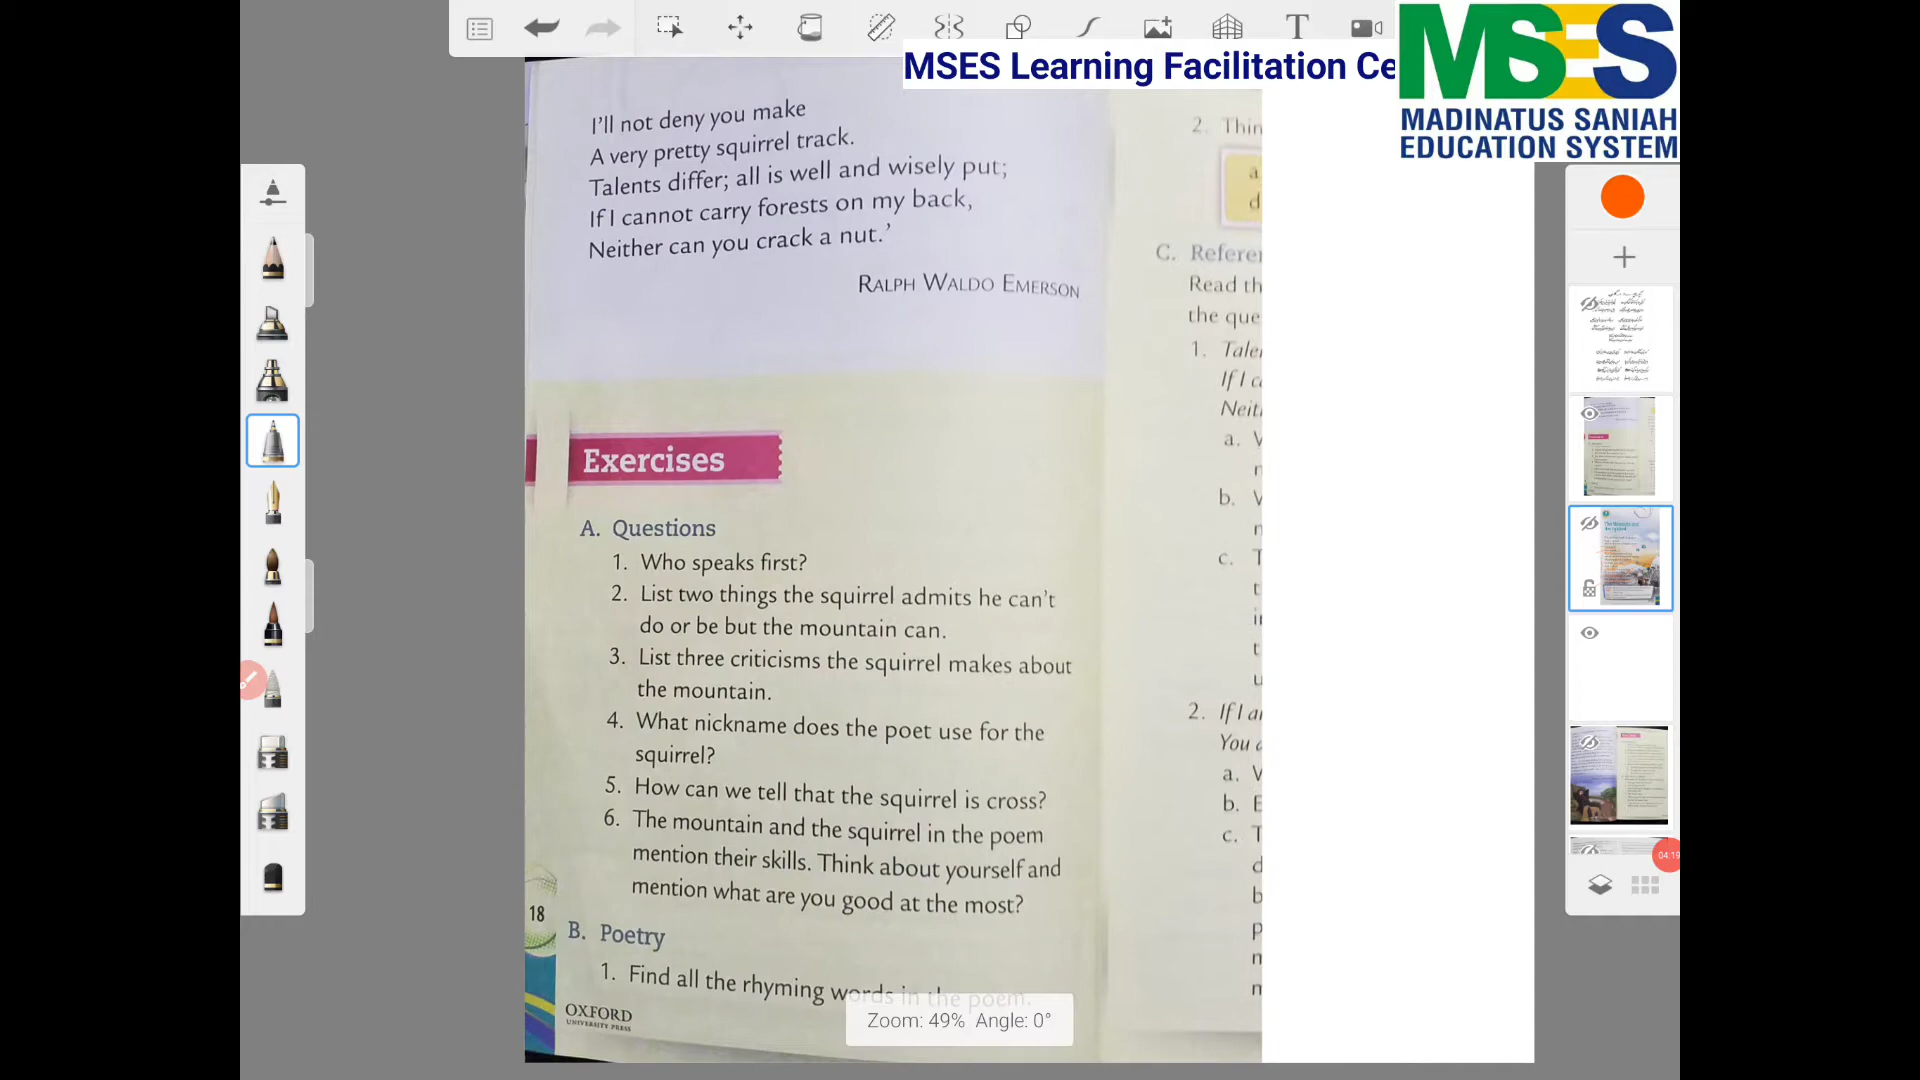 MSES Learning Facilitation Ce
MSES
MADINATUS SANIAH
EDUCATION SYSTEM
I'll not deny you make
A very pretty squirrel track.
Talents differ; all is well and wisely put;
If I cannot carry forests on my back,
Neither can you crack a nut.'
RALPH WALDO EMERSON
Exercises
A. Questions
1. Who speaks first?
2. List two things the squirrel admits he can't
do or be but the mountain can.
3. List three criticisms the squirrel makes about
the mountain.
4. What nickname does the poet use for the
squirrel?
5. How can we tell that the squirrel is cross?
6. The mountain and the squirrel in the poem
mention their skills. Think about yourself and
mention what are you good at the most?
18
B. Poetry
1. Find all the rhyming words in the poem.
OXFORD
UNIVERSITY PRESS
2. Thin
a
d
C. Refere
Read th
the que
1. Tale
If I c
Neit
a.
b.
c. T
t
t
u
2. If I a
You
a.
b. E
c. T
d
b
p
Zoom: 49% Angle: 0°
04:19